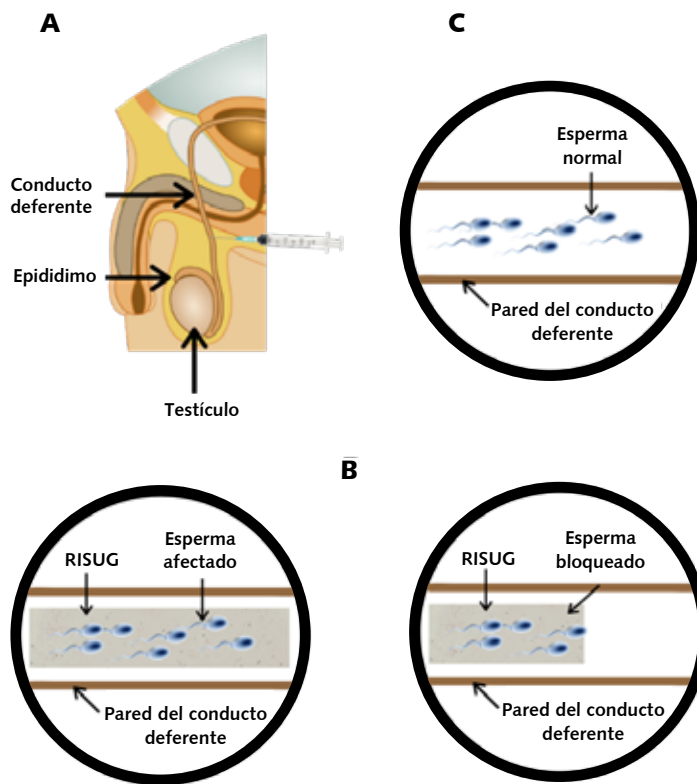 A
Conducto
deferente
Epidídimo
Testículo
C
Esperma
normal
Pared del conducto
deferente
B
RISUG
Esperma
afectado
Pared del conducto
deferente
RISUG
Esperma
bloqueado
Pared del conducto
deferente